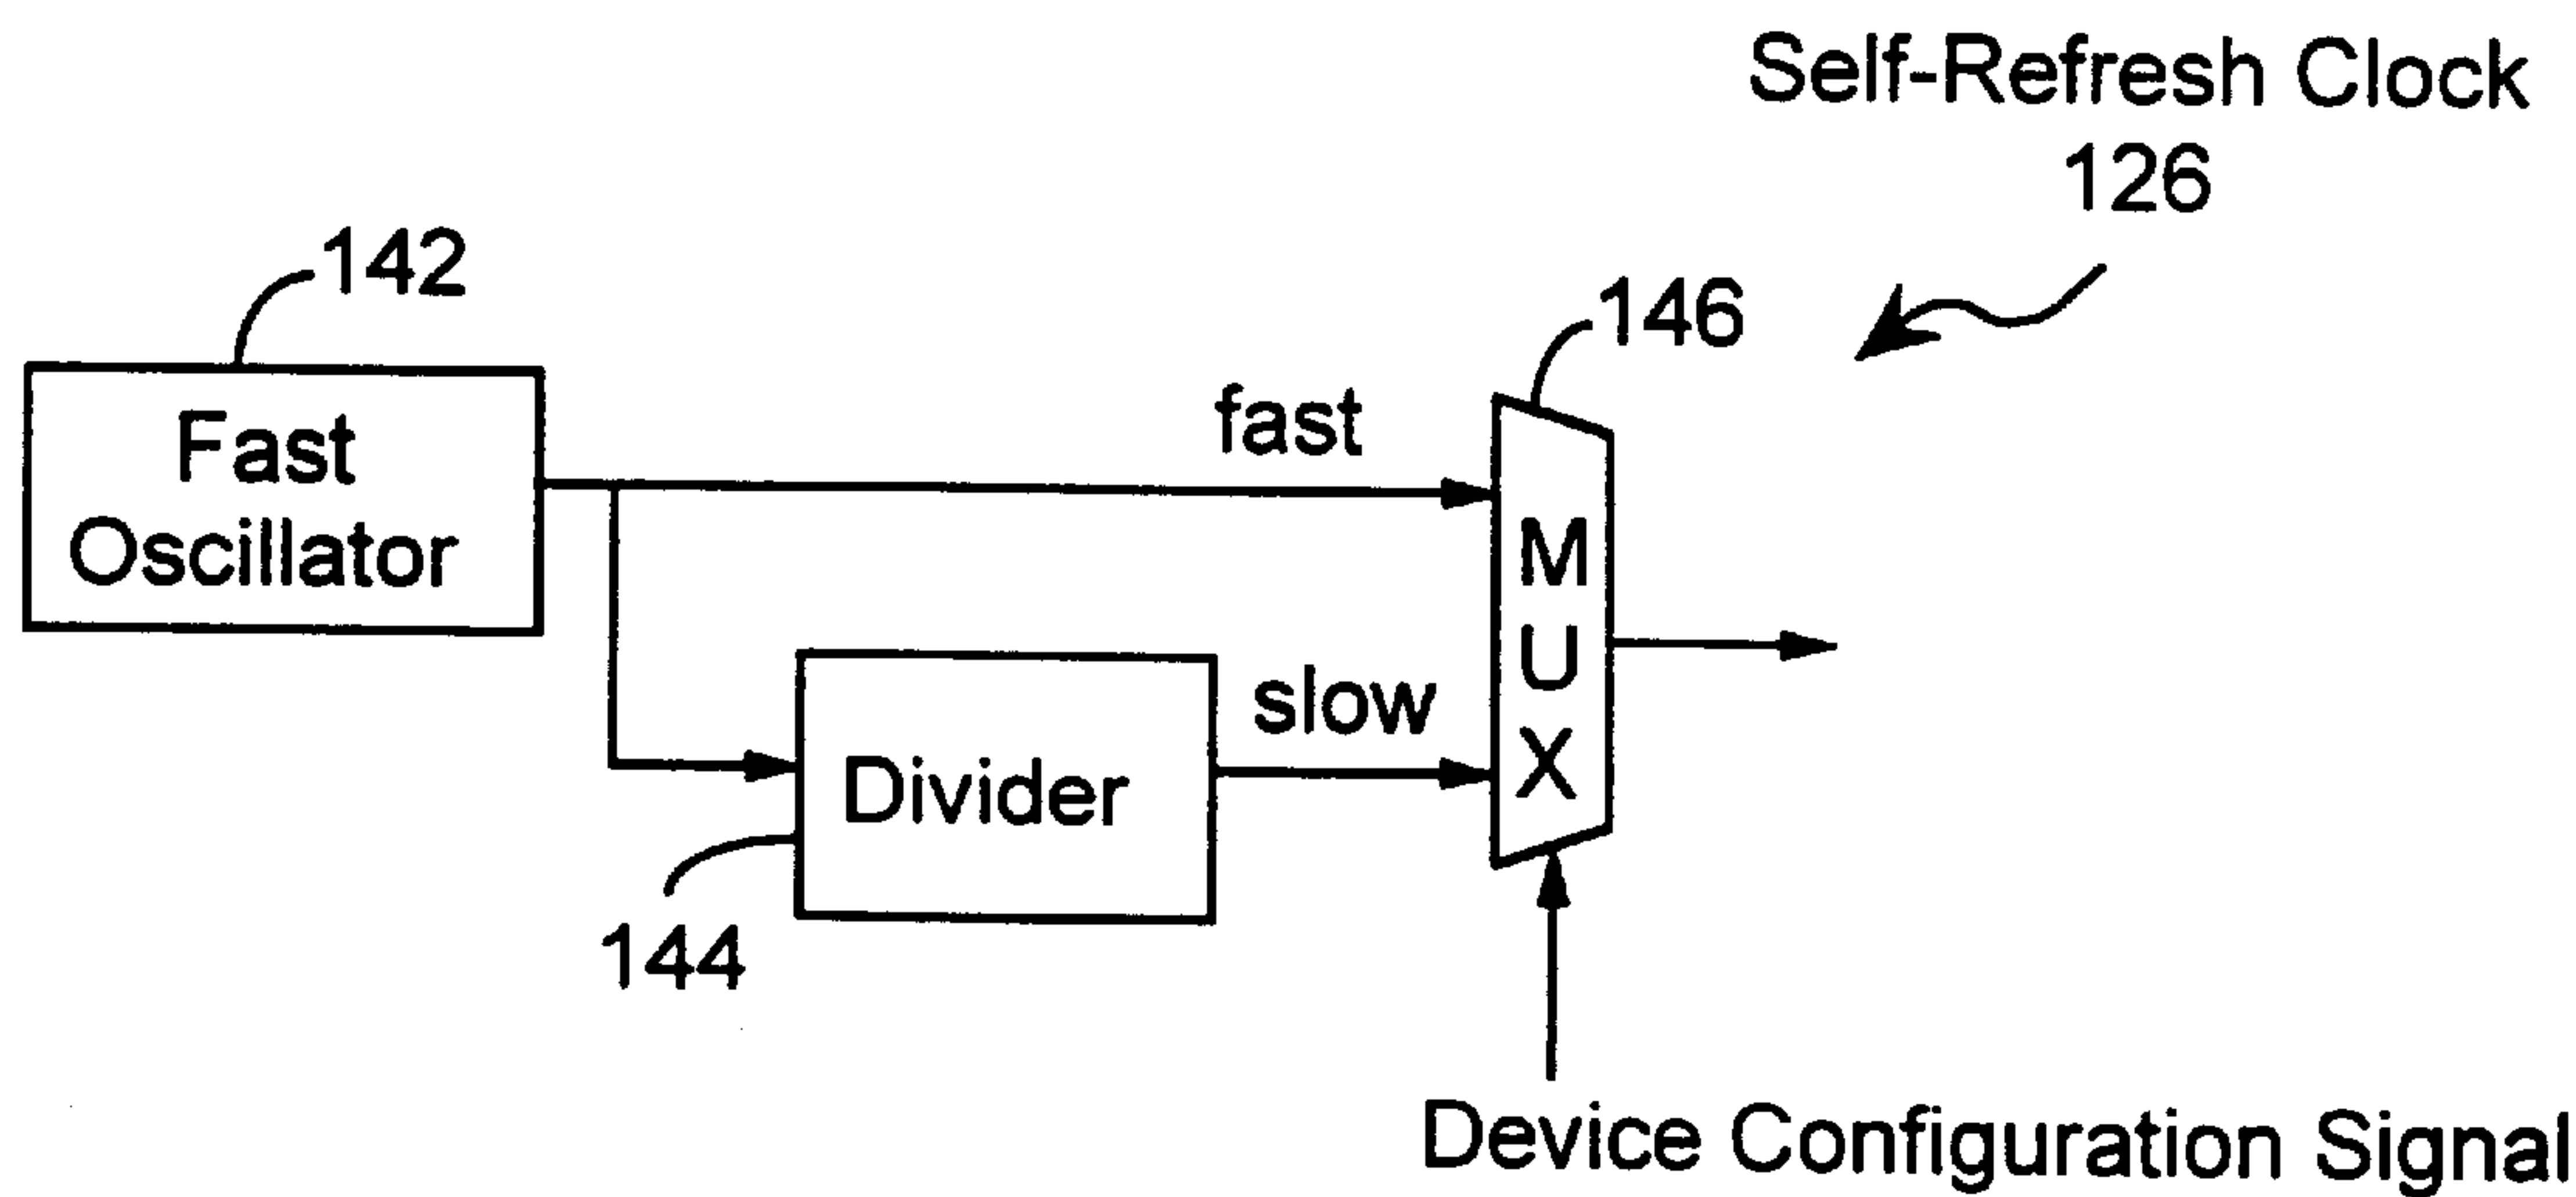 Self-Refresh Clock
126
142
146
Fast
Oscillator
fast
M
U
X
slow
Divider
144
Device Configuration Signal